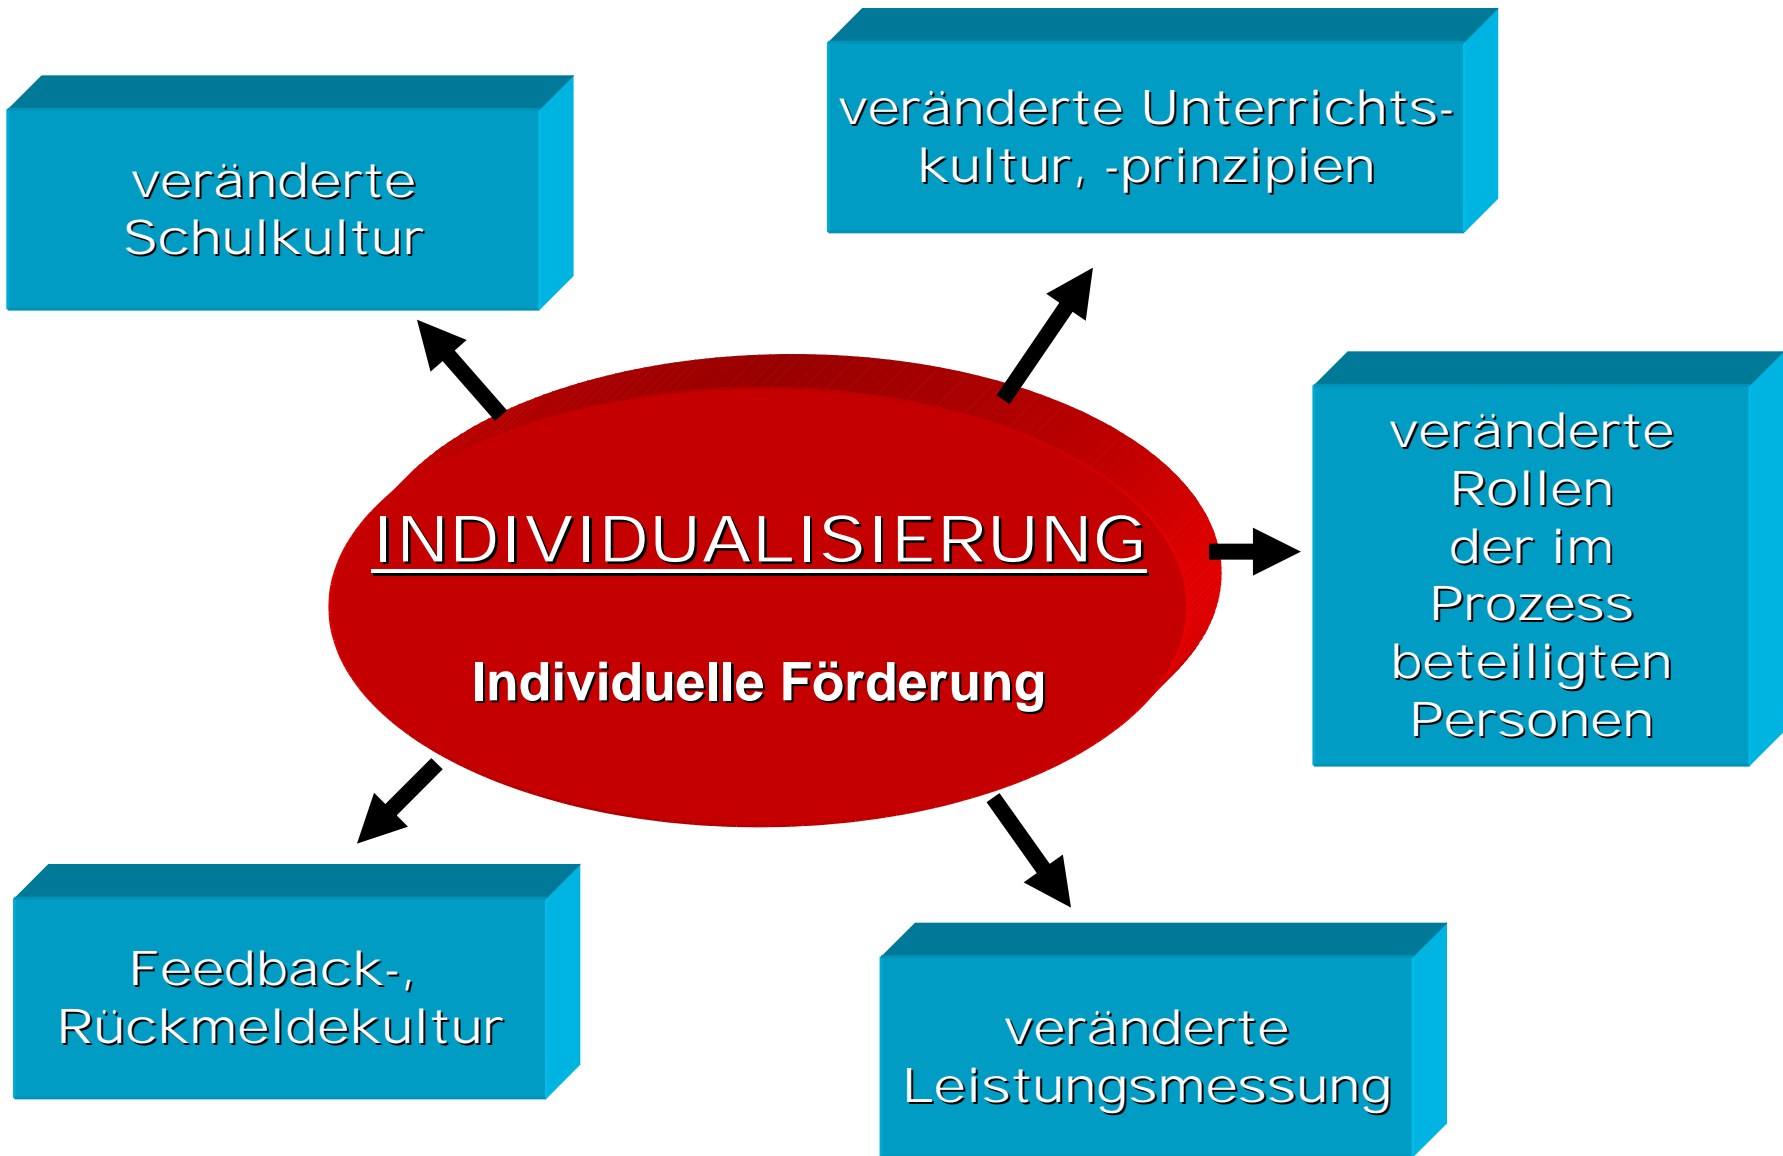 veränderte
Schulkultur
veränderte Unterrichts-
kultur, -prinzipien
INDIVIDUALISIERUNG
Individuelle Förderung
veränderte
Rollen
der im
Prozess
beteiligten
Personen
Feedback-,
Rückmeldekultur
veränderte
Leistungsmessung